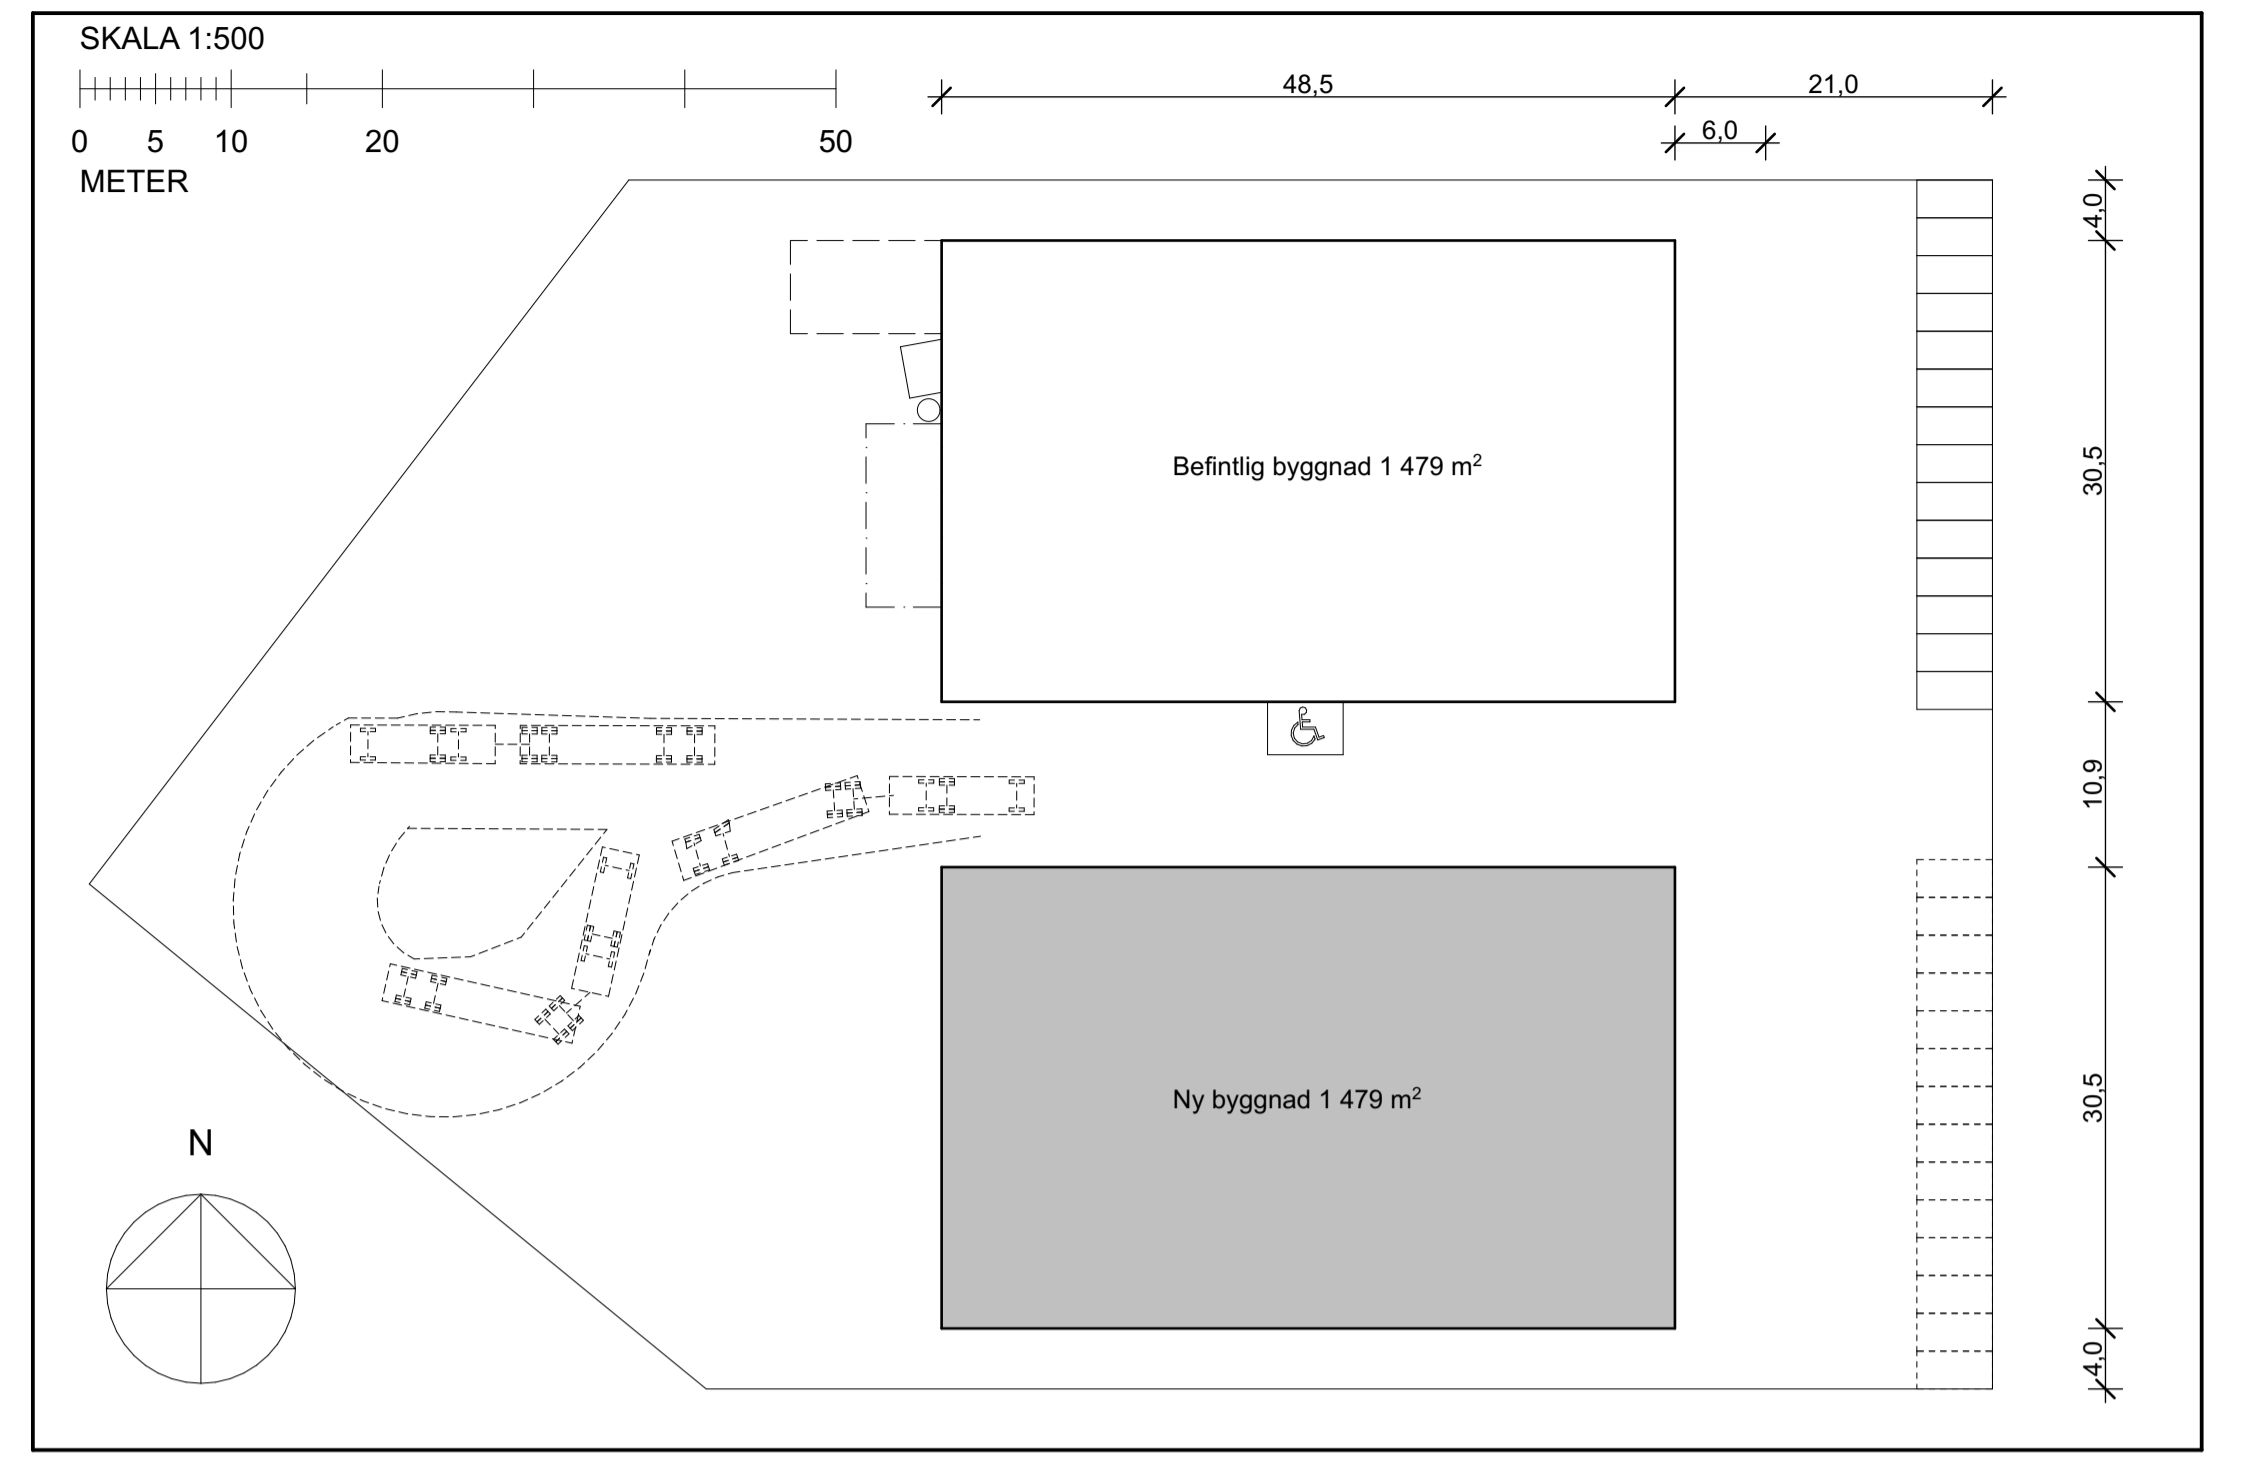 SKALA 1:500
0 5 10 20 50
METER
48,5
21,0
6,0
4,0
30,5
10,9
30,5
4,0
Befintlig byggnad 1 479 m²
Ny byggnad 1 479 m²
N